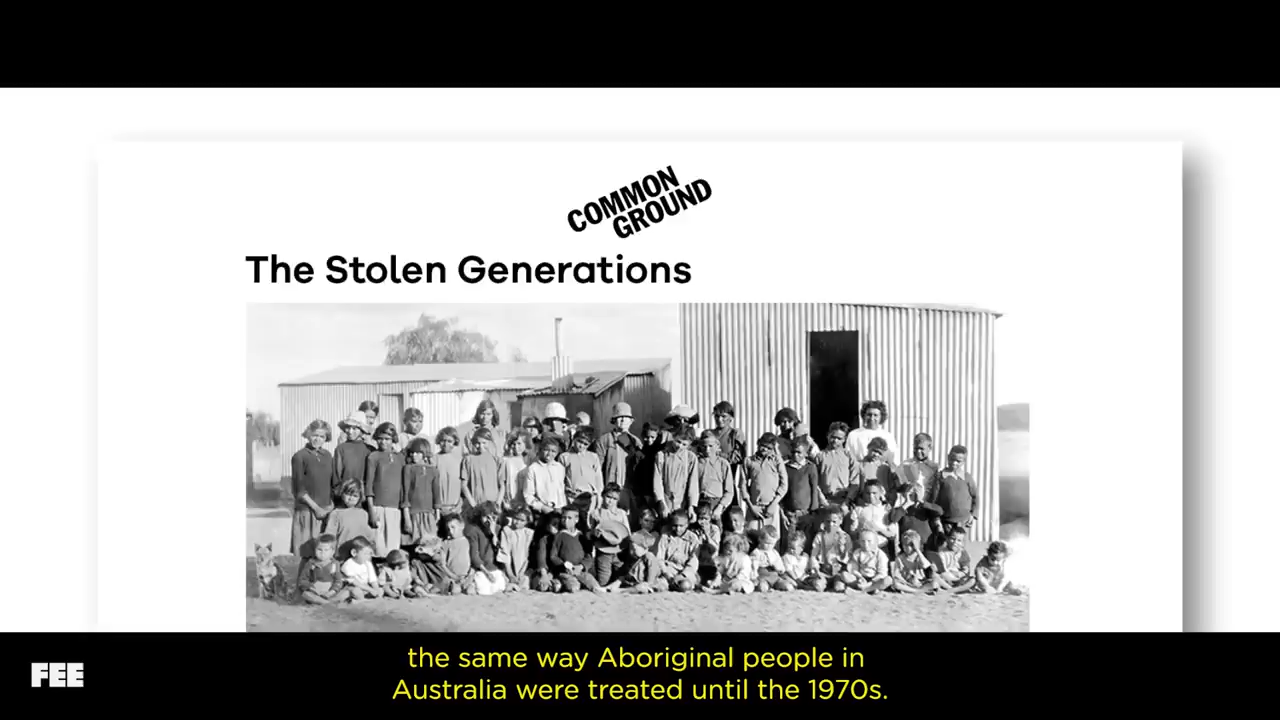 COMMON
GROUND
The Stolen Generations
FEE
the same way Aboriginal people in
Australia were treated until the 1970s.